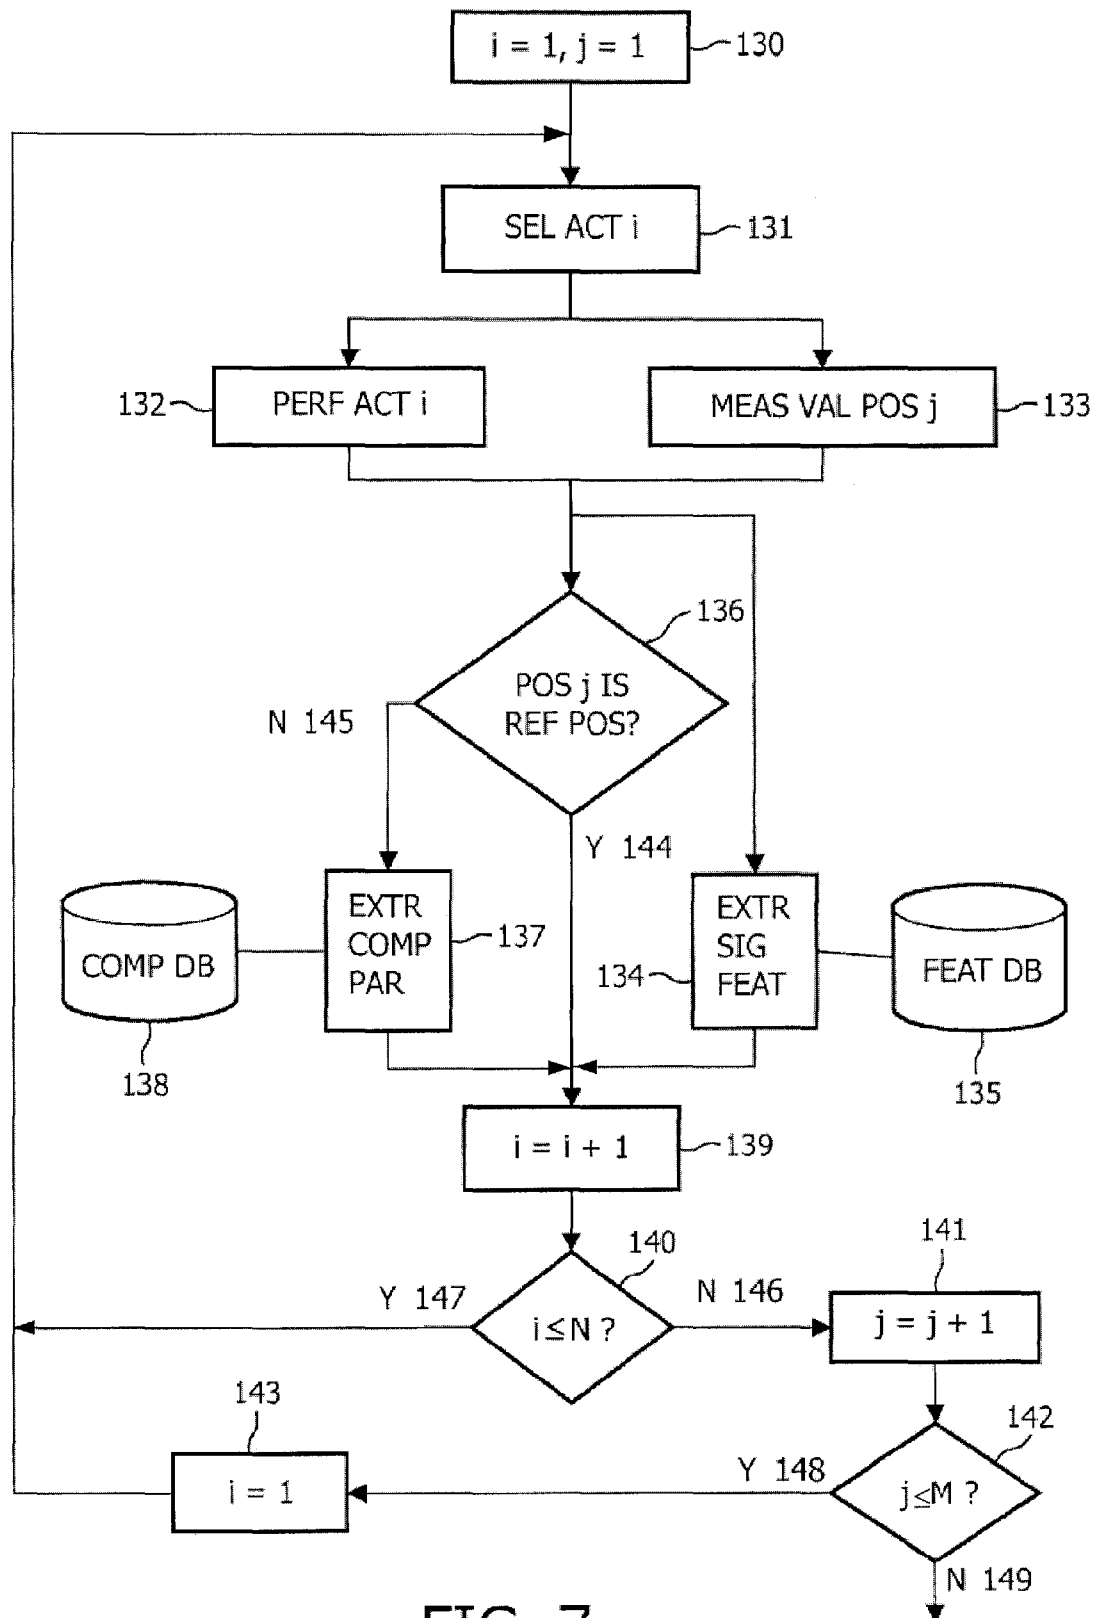 i = 1, j = 1
130
SEL ACT i
131
132
PERF ACT i
MEAS VAL POS j
133
136
POS j IS
REF POS?
N 145
Y 144
EXTR
COMP
PAR
137
COMP DB
138
EXTR
SIG
FEAT
134
FEAT DB
135
i = i + 1
139
140
i≤N ?
Y 147
N 146
141
j = j + 1
142
j≤M ?
Y 148
143
i = 1
N 149
FIG. 7